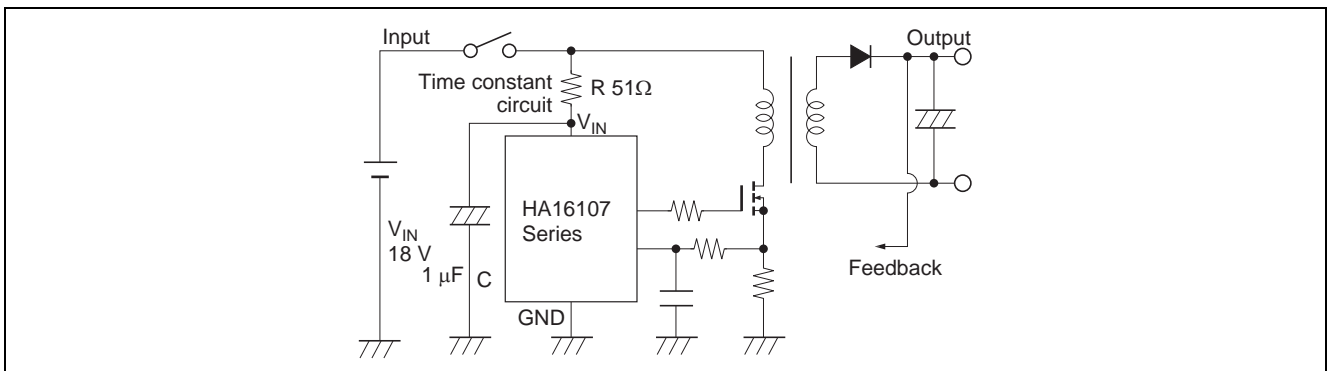 Input
Output
Time constant
circuit
R 51Ω
V_IN
HA16107
Series
V_IN
18 V
1 μF
C
Feedback
GND